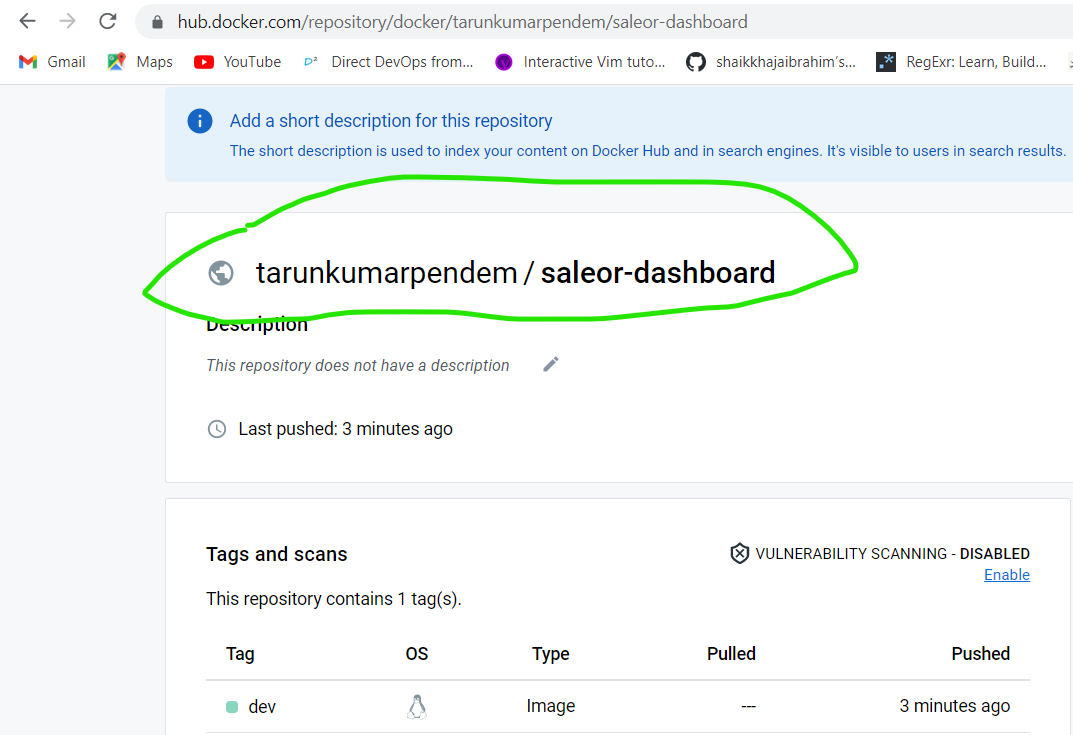 hub.docker.com/repository/docker/tarunkumarpendem/saleor-dashboard
Gmail Maps YouTube D² Direct DevOps from... Interactive Vim tuto... shaikkhajaibrahim's... .* RegExr: Learn, Build...
Add a short description for this repository
The short description is used to index your content on Docker Hub and in search engines. It's visible to users in search results.
tarunkumarpendem / saleor-dashboard
Description
This repository does not have a description
Last pushed: 3 minutes ago
Tags and scans
VULNERABILITY SCANNING - DISABLED
Enable
This repository contains 1 tag(s).
Tag OS Type Pulled Pushed
dev Image --- 3 minutes ago